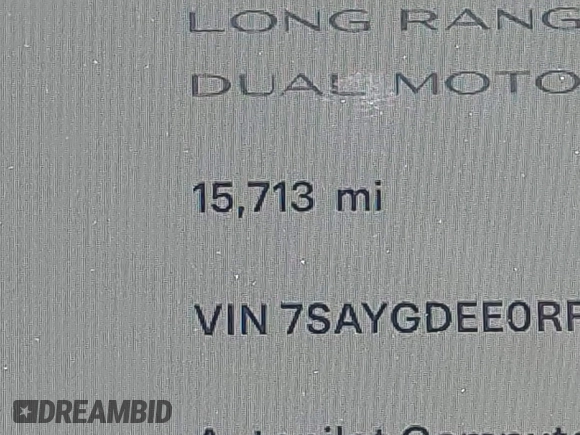 LONG RANG
DUAL MOTO
15,713 mi
VIN 7SAYGDEE0RF
DREAMBID